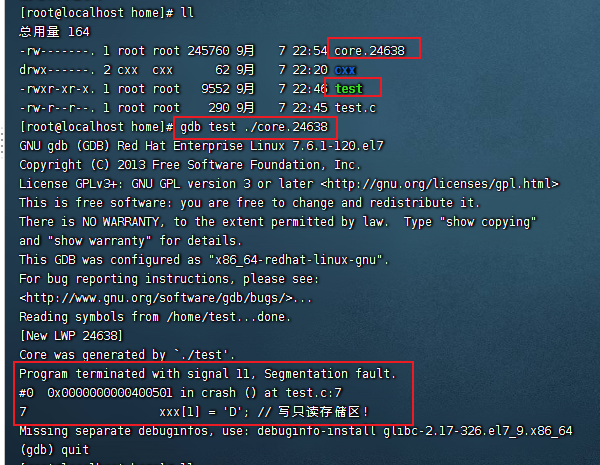 [root@localhost home]# ll
总用量 164
-rw-------. 1 root root 245760 9月   7 22:54 core.24638
drwx------. 2 cxx  cxx      62 9月   7 22:20 cxx
-rwxr-xr-x. 1 root root   9552 9月   7 22:46 test
-rw-r--r--. 1 root root    290 9月   7 22:45 test.c
[root@localhost home]# gdb test ./core.24638
GNU gdb (GDB) Red Hat Enterprise Linux 7.6.1-120.el7
Copyright (C) 2013 Free Software Foundation, Inc.
License GPLv3+: GNU GPL version 3 or later <http://gnu.org/licenses/gpl.html>
This is free software: you are free to change and redistribute it.
There is NO WARRANTY, to the extent permitted by law.  Type "show copying"
and "show warranty" for details.
This GDB was configured as "x86_64-redhat-linux-gnu".
For bug reporting instructions, please see:
<http://www.gnu.org/software/gdb/bugs/>...
Reading symbols from /home/test...done.
[New LWP 24638]
Core was generated by `./test'.
Program terminated with signal 11, Segmentation fault.
#0  0x0000000000400501 in crash () at test.c:7
7               xxx[1] = 'D'; // 写只读存储区!
Missing separate debuginfos, use: debuginfo-install glibc-2.17-326.el7_9.x86_64
(gdb) quit